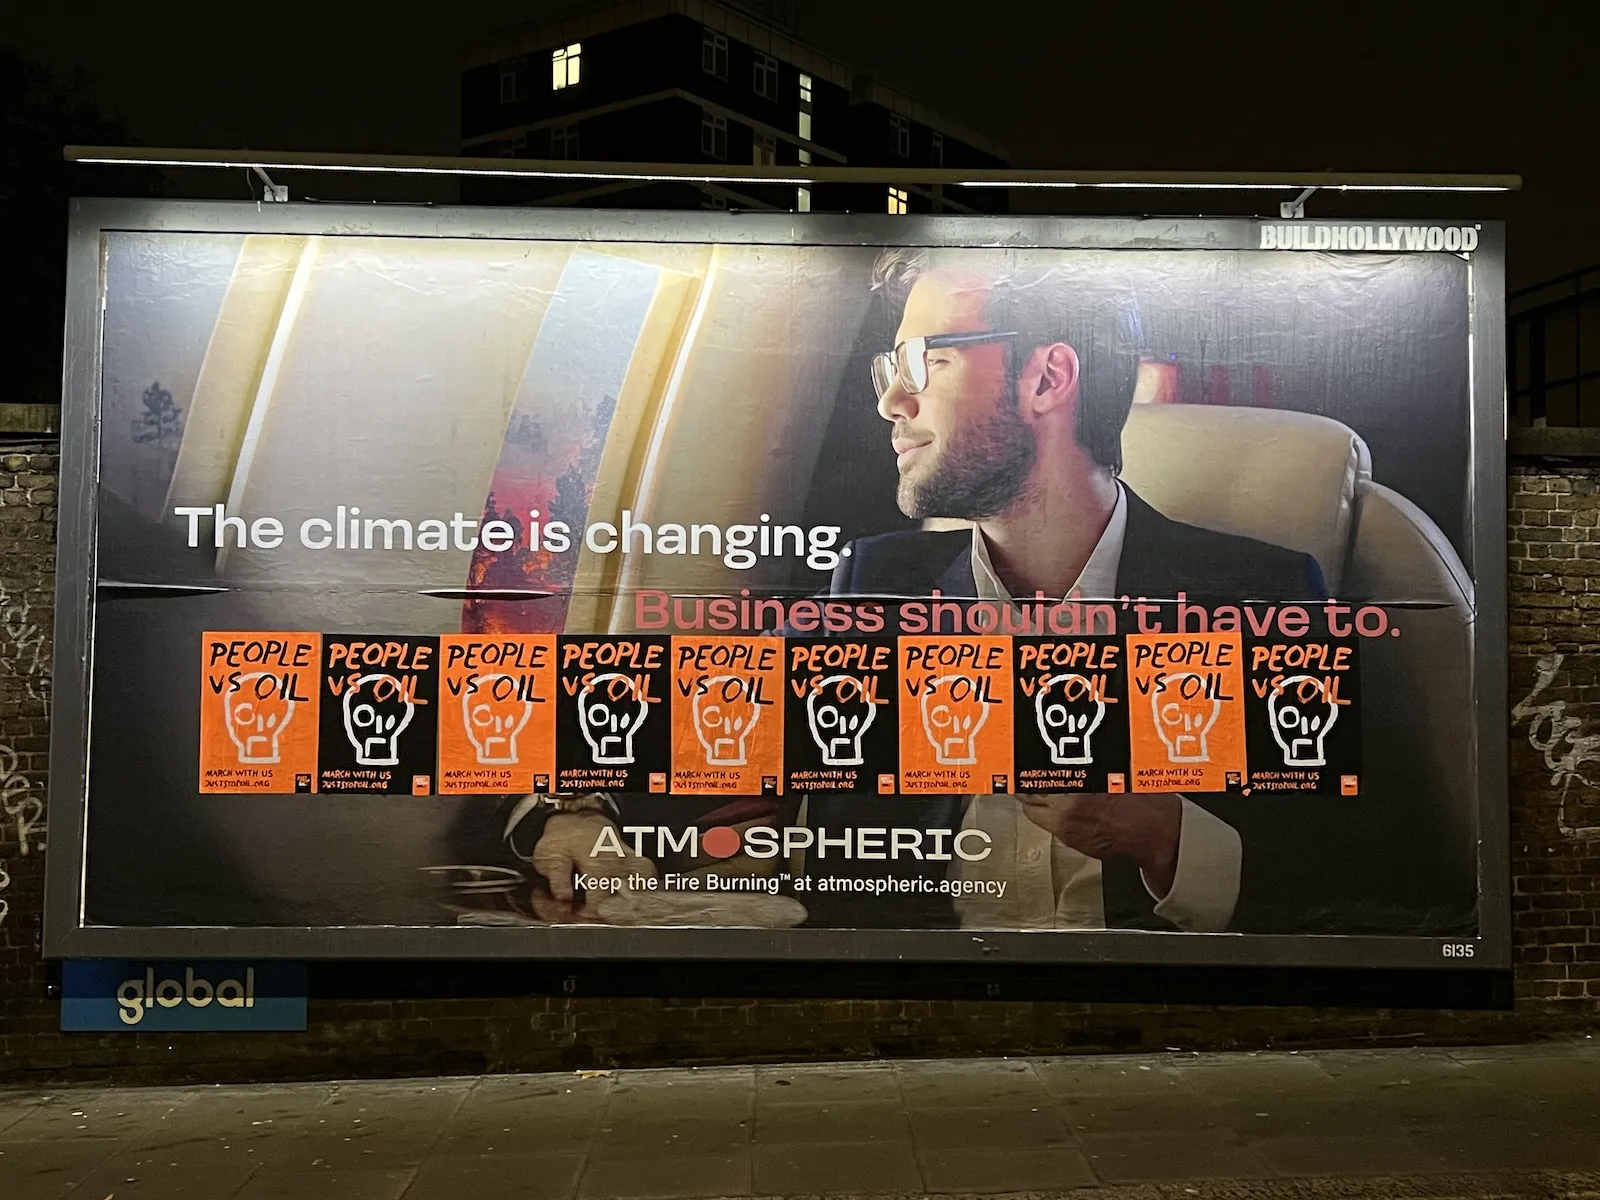 BUILDHOLLYWOOD
The climate is changing.
Business shouldn't have to.
PEOPLE
VS OIL
MARCH WITH US
JUSTSTOPOIL.ORG
PEOPLE
VS OIL
MARCH WITH US
JUSTSTOPOIL.ORG
PEOPLE
VS OIL
MARCH WITH US
JUSTSTOPOIL.ORG
PEOPLE
VS OIL
MARCH WITH US
JUSTSTOPOIL.ORG
PEOPLE
VS OIL
MARCH WITH US
JUSTSTOPOIL.ORG
PEOPLE
VS OIL
MARCH WITH US
JUSTSTOPOIL.ORG
PEOPLE
VS OIL
MARCH WITH US
JUSTSTOPOIL.ORG
PEOPLE
VS OIL
MARCH WITH US
JUSTSTOPOIL.ORG
PEOPLE
VS OIL
MARCH WITH US
JUSTSTOPOIL.ORG
PEOPLE
VS OIL
MARCH WITH US
JUSTSTOPOIL.ORG
ATMOSPHERIC
Keep the Fire Burning™ at atmospheric.agency
6135
global